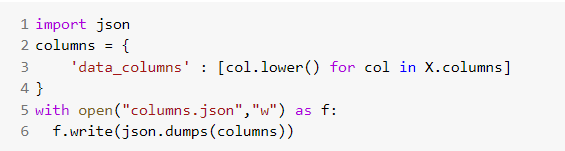 1 import json
2 columns = {
3     'data_columns' : [col.lower() for col in X.columns]
4 }
5 with open("columns.json","w") as f:
6   f.write(json.dumps(columns))